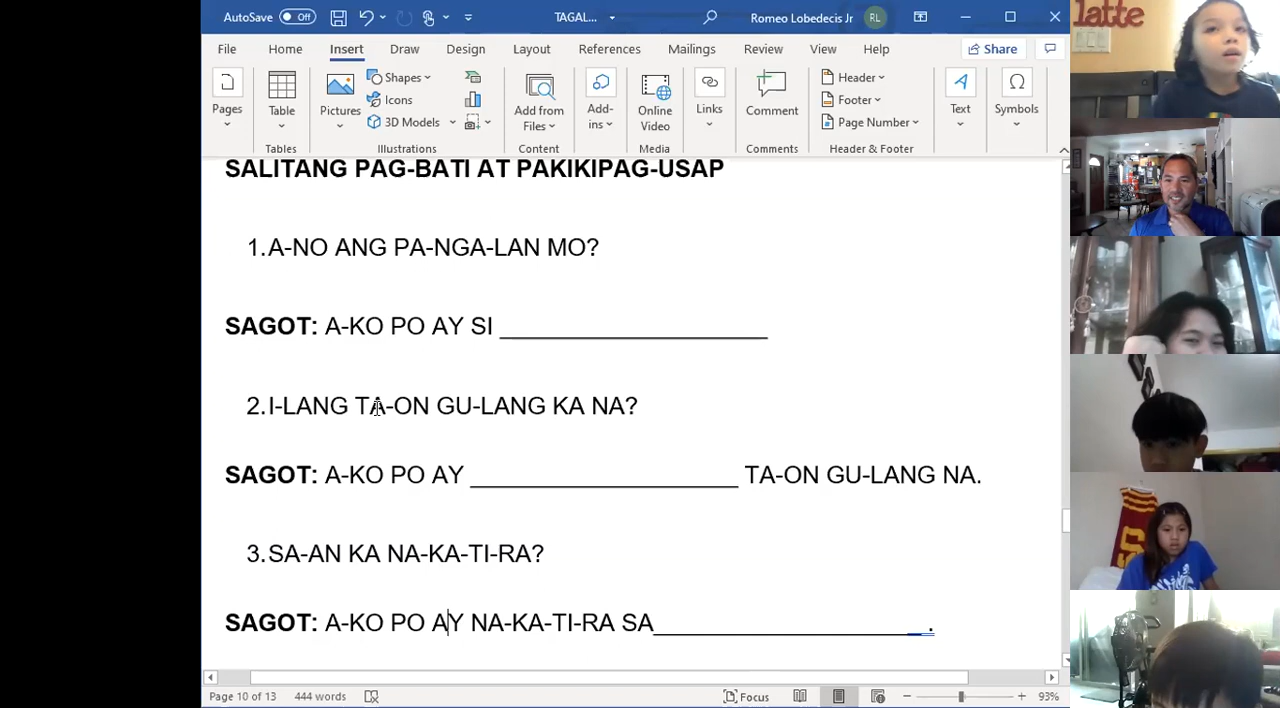 AutoSave Off TAGAL... Romeo Lobedecis Jr RL
File Home Insert Draw Design Layout References Mailings Review View Help Share
Pages Table Pictures Shapes Icons 3D Models Add from Files Add-ins Online Video Links Comment Header Footer Page Number Text Symbols
Tables Illustrations Content Media Comments Header & Footer
SALITANG PAG-BATI AT PAKIKIPAG-USAP
1. A-NO ANG PA-NGA-LAN MO?
SAGOT: A-KO PO AY SI ____________________
2. I-LANG TA-ON GU-LANG KA NA?
SAGOT: A-KO PO AY ____________________ TA-ON GU-LANG NA.
3. SA-AN KA NA-KA-TI-RA?
SAGOT: A-KO PO AY NA-KA-TI-RA SA_____________________.
Page 10 of 13 444 words Focus 93%
latte
S